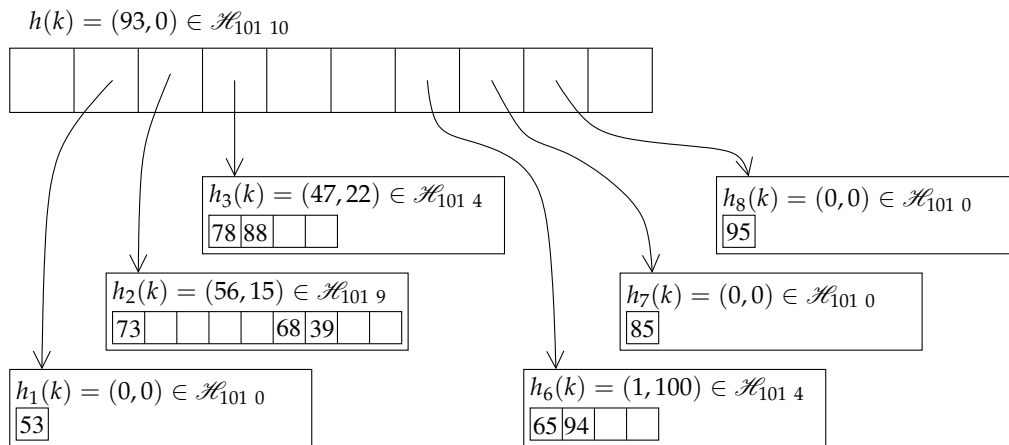 h(k) = (93, 0) ∈ ℋ₁₀₁ ₁₀
h₃(k) = (47, 22) ∈ ℋ₁₀₁ ₄
78 88
h₈(k) = (0, 0) ∈ ℋ₁₀₁ ₀
95
h₂(k) = (56, 15) ∈ ℋ₁₀₁ ₉
73 68 39
h₇(k) = (0, 0) ∈ ℋ₁₀₁ ₀
85
h₁(k) = (0, 0) ∈ ℋ₁₀₁ ₀
53
h₆(k) = (1, 100) ∈ ℋ₁₀₁ ₄
65 94